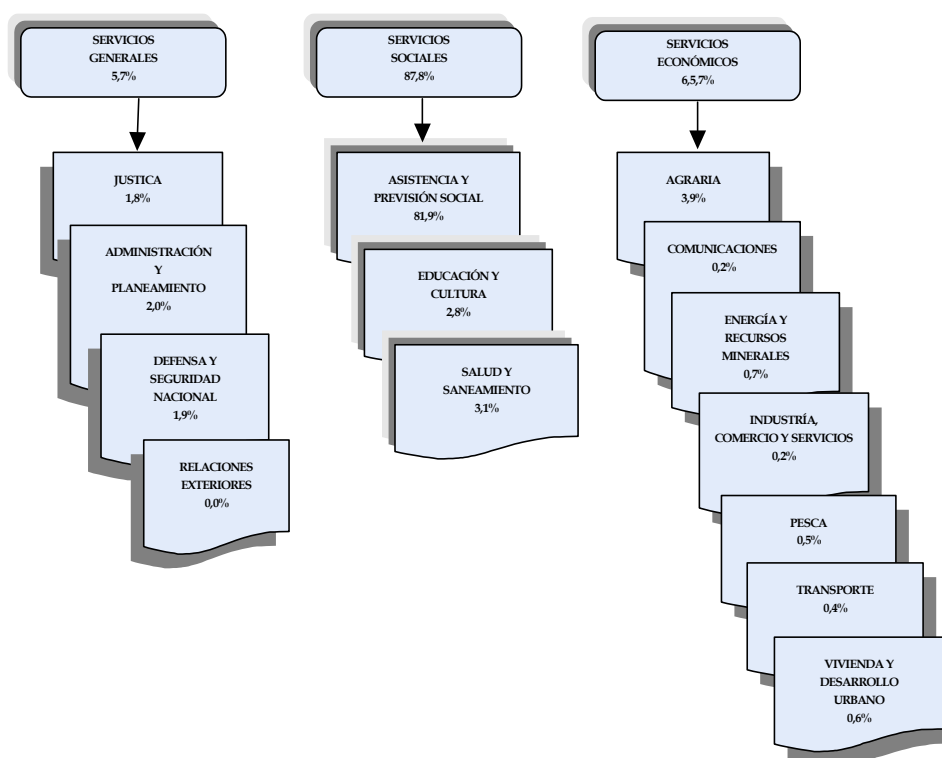 SERVICIOS
GENERALES
5,7%
SERVICIOS
SOCIALES
87,8%
SERVICIOS
ECONÓMICOS
6,5,7%
JUSTICA
1,8%
ADMINISTRACIÓN
Y
PLANEAMIENTO
2,0%
DEFENSA Y
SEGURIDAD
NACIONAL
1,9%
RELACIONES
EXTERIORES
0,0%
ASISTENCIA Y
PREVISIÓN SOCIAL
81,9%
EDUCACIÓN Y
CULTURA
2,8%
SALUD Y
SANEAMIENTO
3,1%
AGRARIA
3,9%
COMUNICACIONES
0,2%
ENERGÍA Y
RECURSOS
MINERALES
0,7%
INDUSTRÍA,
COMERCIO Y SERVICIOS
0,2%
PESCA
0,5%
TRANSPORTE
0,4%
VIVIENDA Y
DESARROLLO
URBANO
0,6%